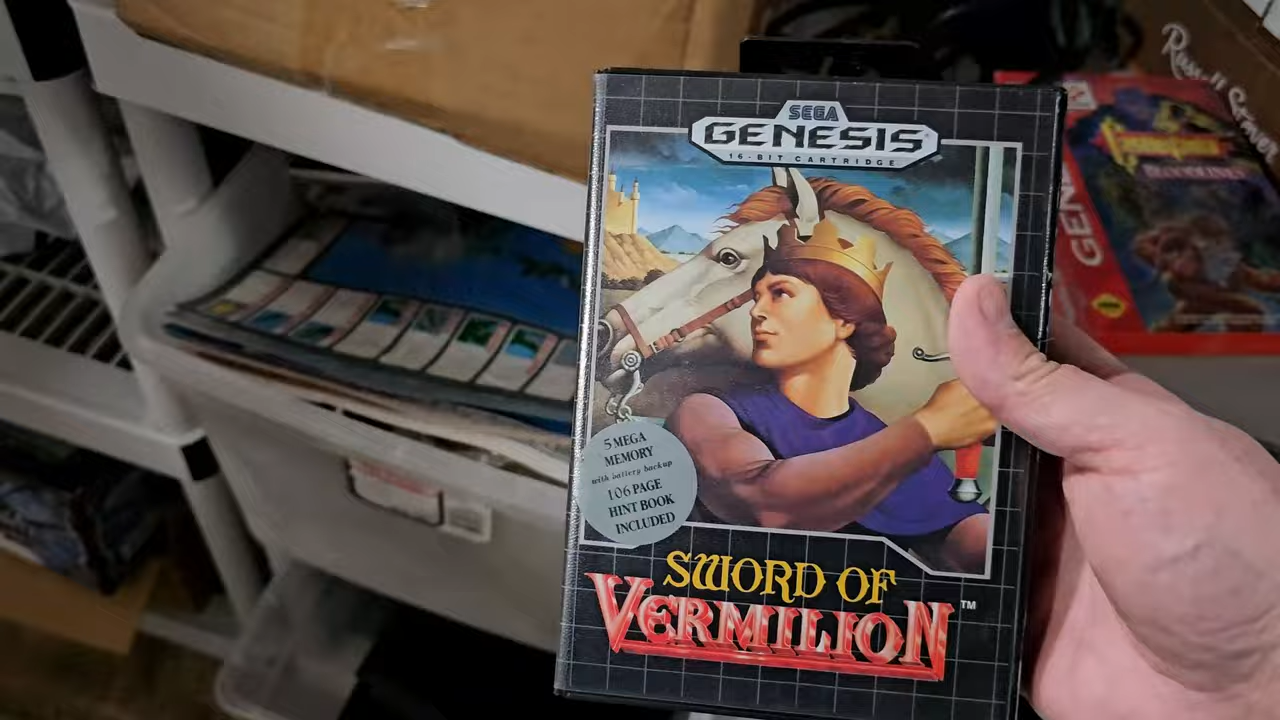 SEGA
GENESIS
16-BIT CARTRIDGE
5 MEGA
MEMORY
with battery backup
106 PAGE
HINT BOOK
INCLUDED
SWORD OF
VERMILION
TM
GEN
BLOODLINES